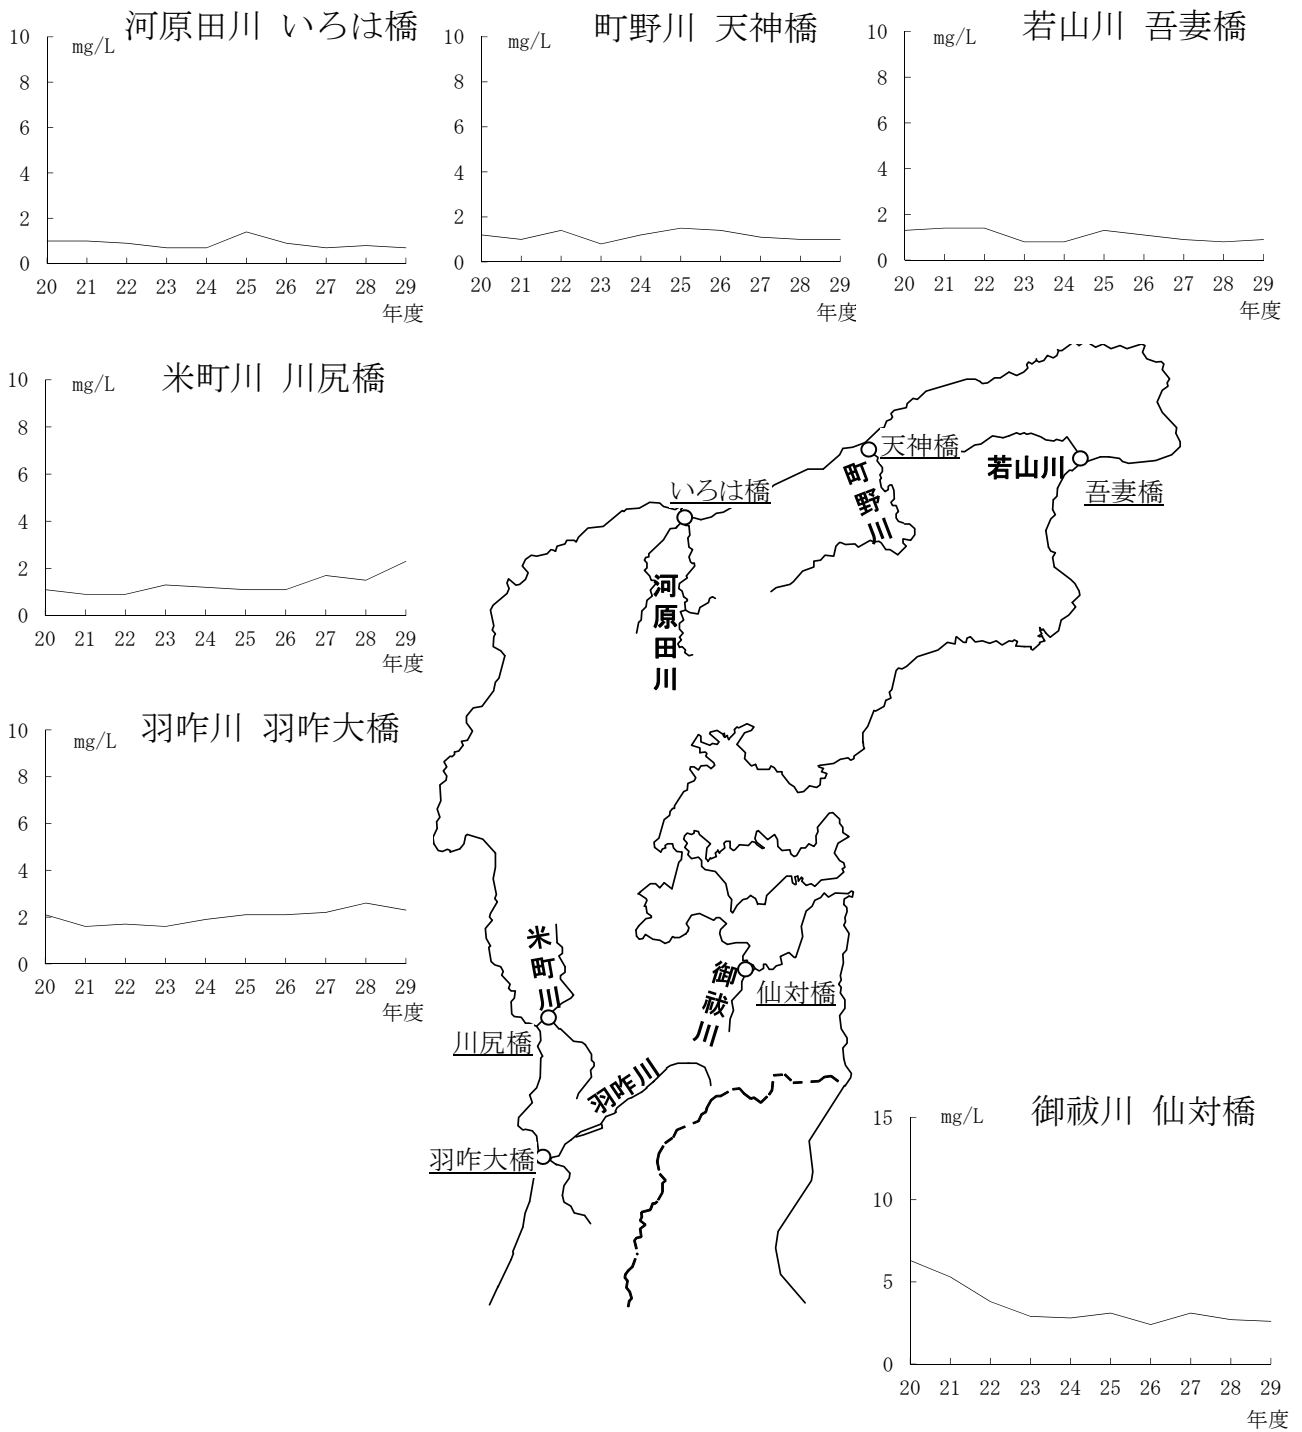 河原田川 いろは橋
mg/L
10
8
6
4
2
0
20 21 22 23 24 25 26 27 28 29
年度
町野川 天神橋
mg/L
10
8
6
4
2
0
20 21 22 23 24 25 26 27 28 29
年度
若山川 吾妻橋
mg/L
10
8
6
4
2
0
20 21 22 23 24 25 26 27 28 29
年度
米町川 川尻橋
mg/L
10
8
6
4
2
0
20 21 22 23 24 25 26 27 28 29
年度
羽咋川 羽咋大橋
mg/L
10
8
6
4
2
0
20 21 22 23 24 25 26 27 28 29
年度
天神橋
町野川
若山川
吾妻橋
いろは橋
河原田川
米町川
川尻橋
御祓川
仙対橋
羽咋川
羽咋大橋
御祓川 仙対橋
mg/L
15
10
5
0
20 21 22 23 24 25 26 27 28 29
年度